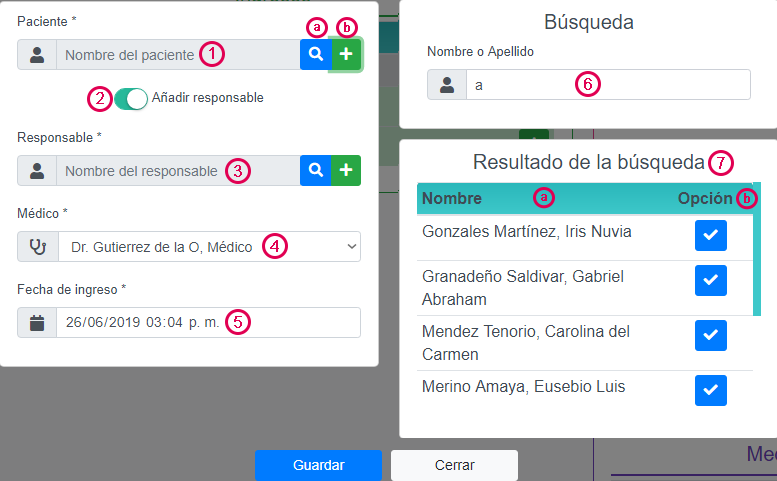 Paciente *
a b
Nombre del paciente 1
2 Añadir responsable
Responsable *
Nombre del responsable 3
Médico *
Dr. Gutierrez de la O, Médico 4
Fecha de ingreso *
26/06/2019 03:04 p. m. 5
Búsqueda
Nombre o Apellido
a 6
Resultado de la búsqueda 7
Nombre a Opción b
Gonzales Martínez, Iris Nuvia
Granadeño Saldivar, Gabriel
Abraham
Mendez Tenorio, Carolina del
Carmen
Merino Amaya, Eusebio Luis
Guardar Cerrar
Med